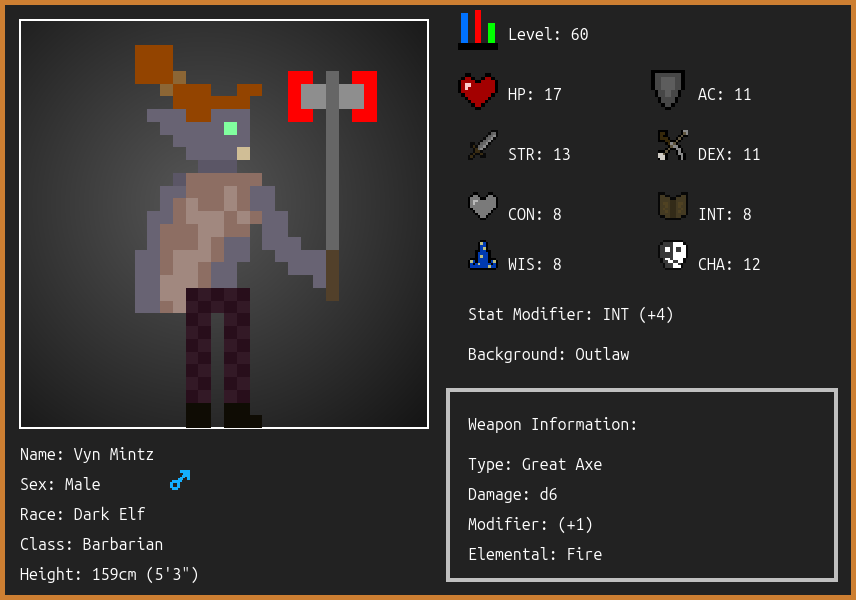 Level: 60
HP: 17
AC: 11
STR: 13
DEX: 11
CON: 8
INT: 8
WIS: 8
CHA: 12
Stat Modifier: INT (+4)
Background: Outlaw
Weapon Information:
Type: Great Axe
Damage: d6
Modifier: (+1)
Elemental: Fire
Name: Vyn Mintz
Sex: Male
Race: Dark Elf
Class: Barbarian
Height: 159cm (5'3")